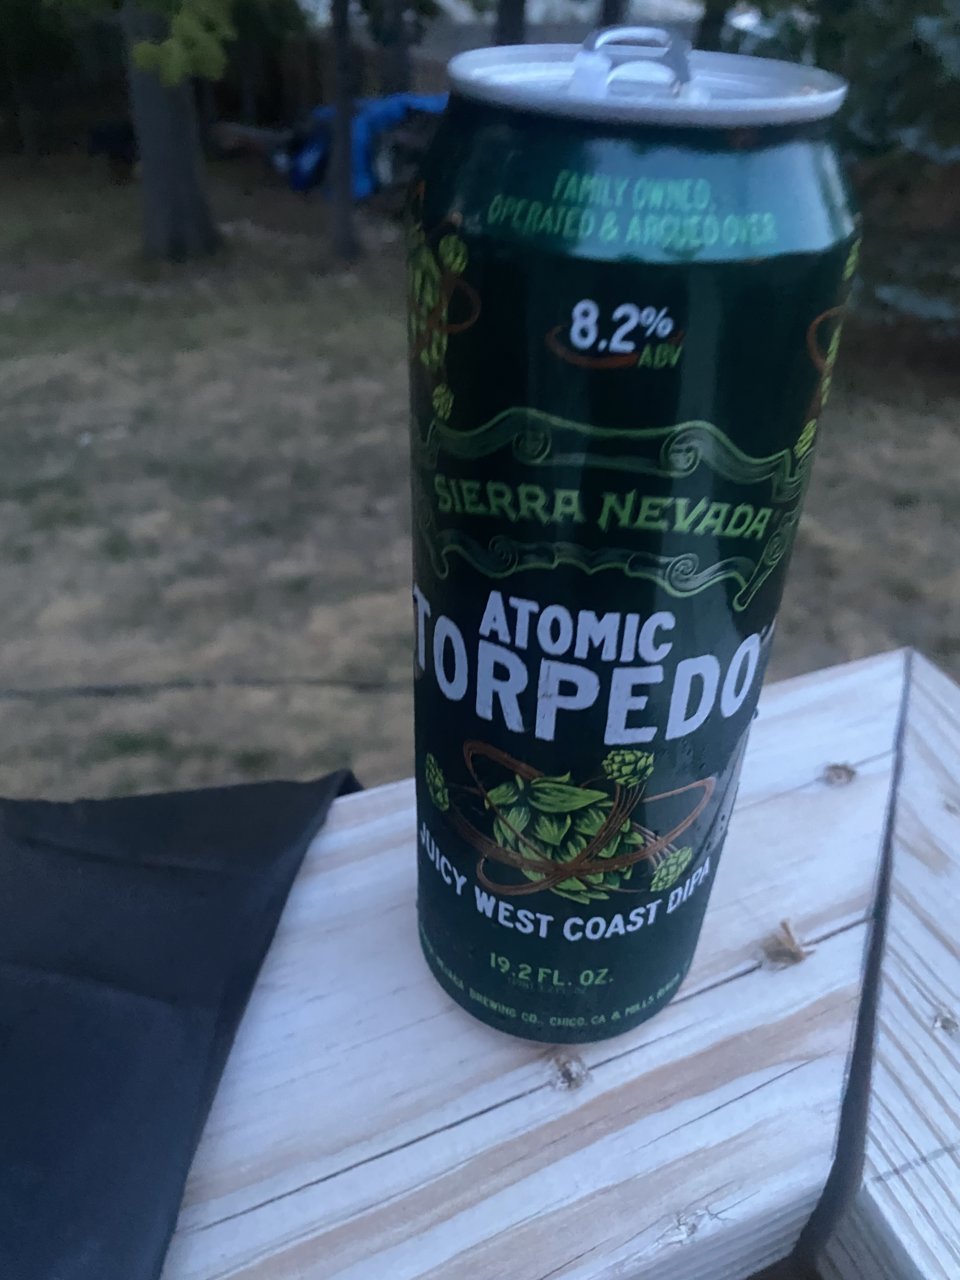 FAMILY OWNED,
OPERATED & ARGUED OVER
8.2%
ABV
SIERRA NEVADA
ATOMIC
TORPEDO
JUICY WEST COAST DIPA
19.2 FL. OZ.
BREWING CO., CHICO, CA & MILLS